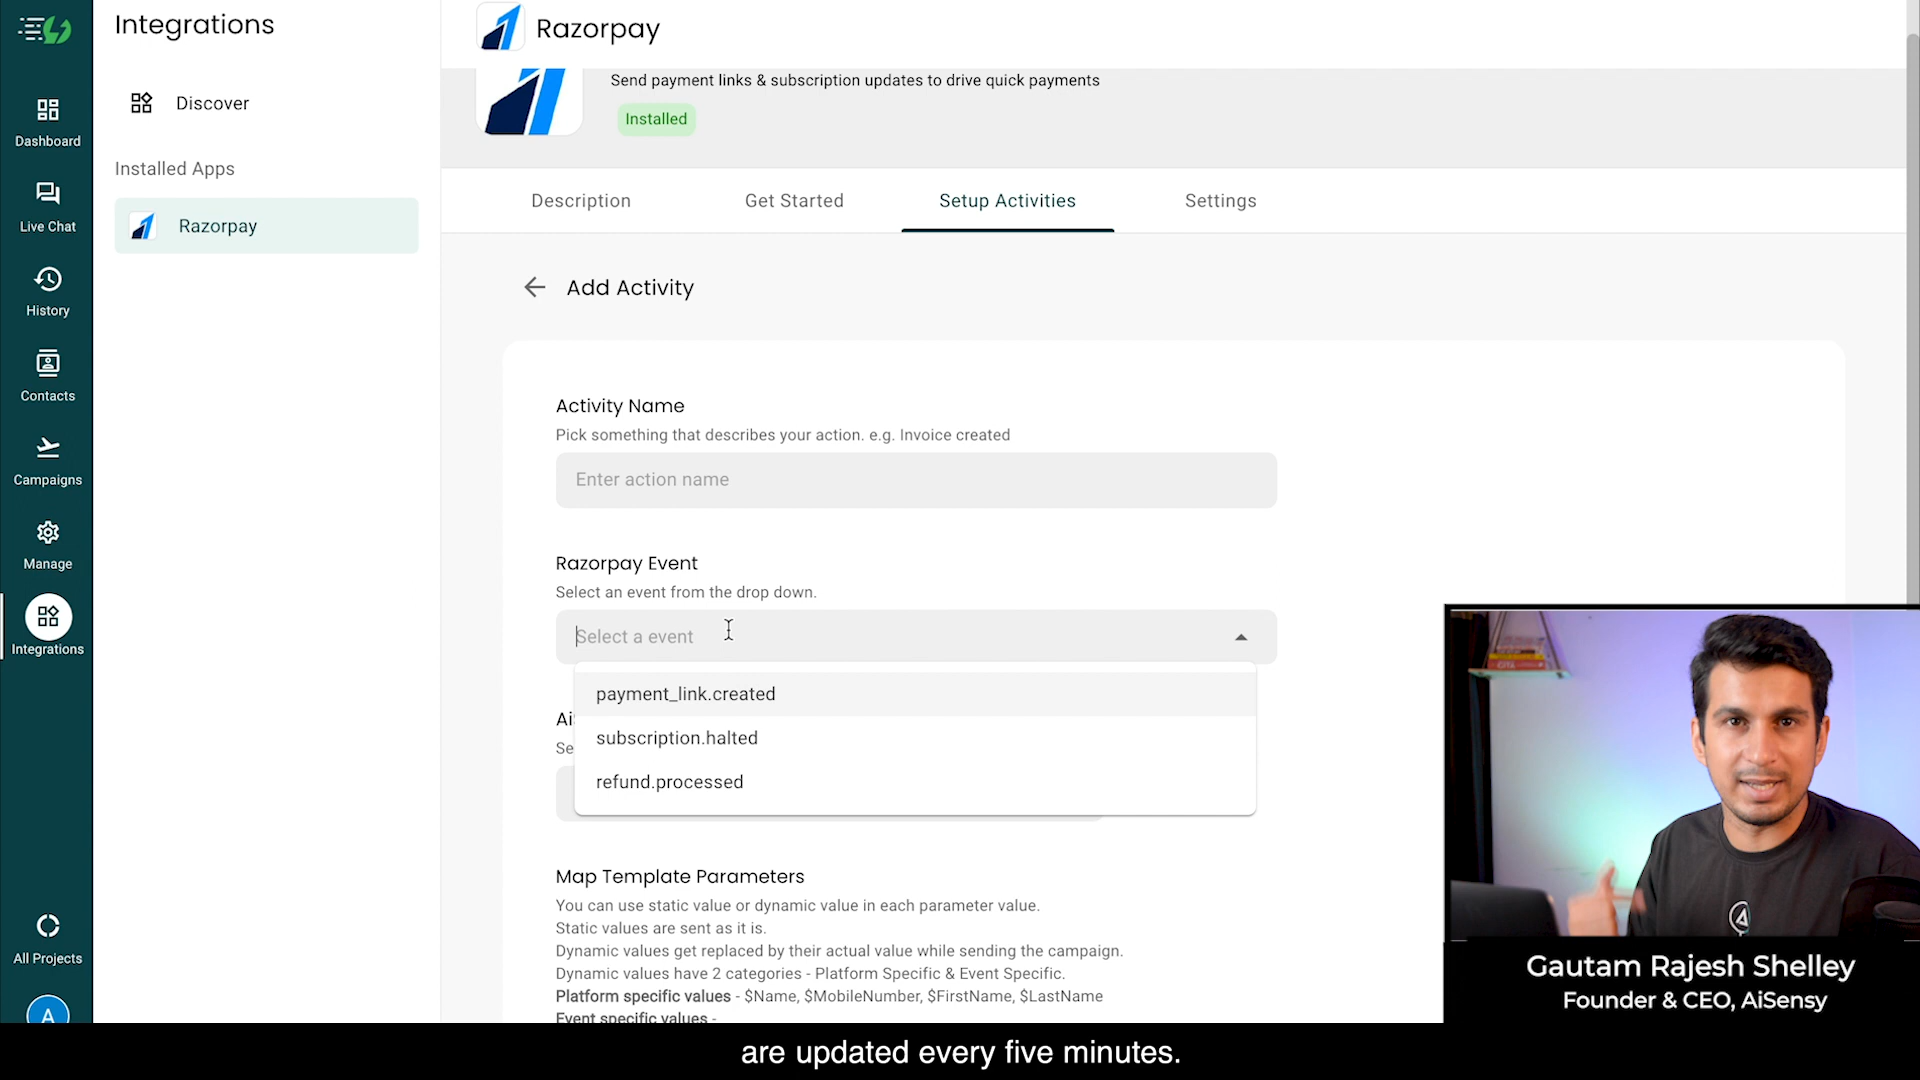 Integrations
Discover
Installed Apps
Razorpay
Dashboard
Live Chat
History
Contacts
Campaigns
Manage
Integrations
All Projects
A
Razorpay
Send payment links & subscription updates to drive quick payments
Installed
Description
Get Started
Setup Activities
Settings
Add Activity
Activity Name
Pick something that describes your action. e.g. Invoice created
Enter action name
Razorpay Event
Select an event from the drop down.
Select a event
payment_link.created
subscription.halted
refund.processed
Ai
Se
Map Template Parameters
You can use static value or dynamic value in each parameter value.
Static values are sent as it is.
Dynamic values get replaced by their actual value while sending the campaign.
Dynamic values have 2 categories - Platform Specific & Event Specific.
Platform specific values - $Name, $MobileNumber, $FirstName, $LastName
Event specific values -
Gautam Rajesh Shelley
Founder & CEO, AiSensy
are updated every five minutes.